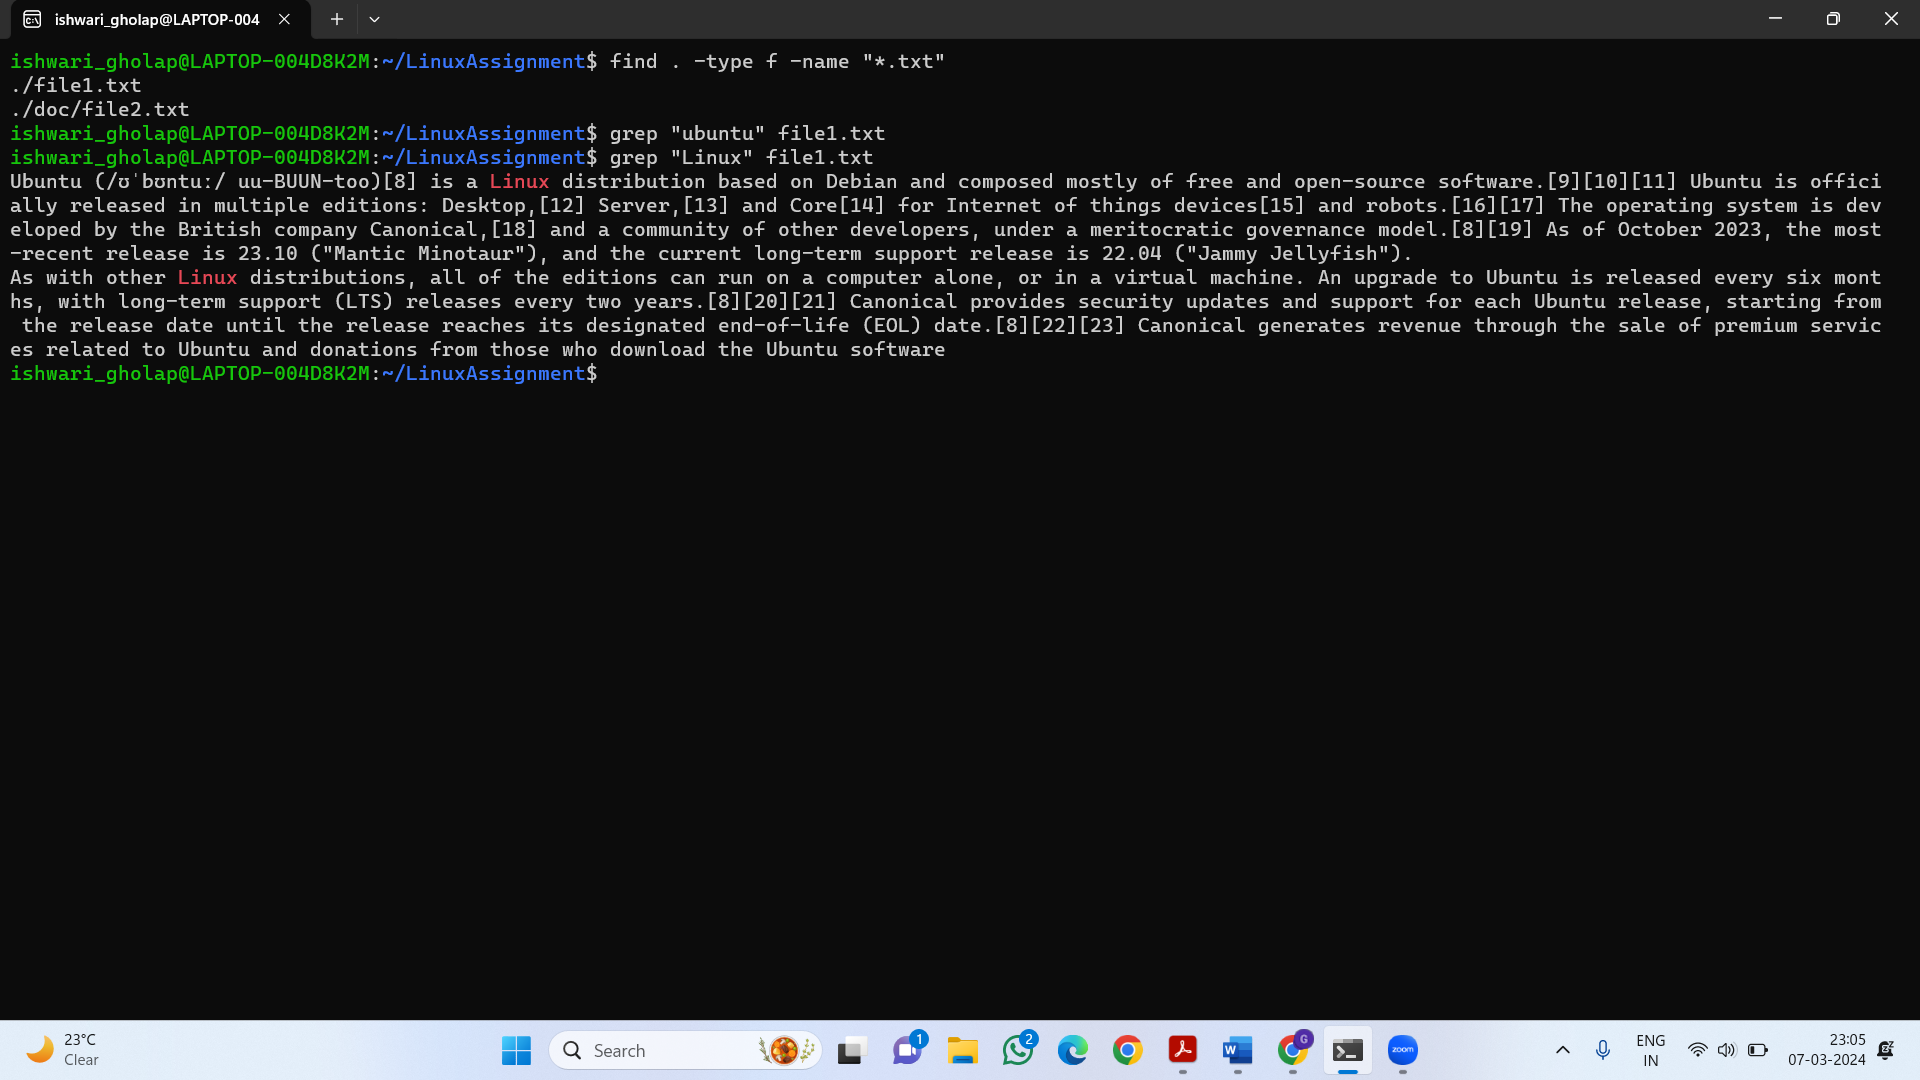 ishwari_gholap@LAPTOP-004
ishwari_gholap@LAPTOP-004D8K2M:~/LinuxAssignment$ find . -type f -name "*.txt"
./file1.txt
./doc/file2.txt
ishwari_gholap@LAPTOP-004D8K2M:~/LinuxAssignment$ grep "ubuntu" file1.txt
ishwari_gholap@LAPTOP-004D8K2M:~/LinuxAssignment$ grep "Linux" file1.txt
Ubuntu (/ʊˈbʊntuː/ uu-BUUN-too)[8] is a Linux distribution based on Debian and composed mostly of free and open-source software.[9][10][11] Ubuntu is offici
ally released in multiple editions: Desktop,[12] Server,[13] and Core[14] for Internet of things devices[15] and robots.[16][17] The operating system is dev
eloped by the British company Canonical,[18] and a community of other developers, under a meritocratic governance model.[8][19] As of October 2023, the most
-recent release is 23.10 ("Mantic Minotaur"), and the current long-term support release is 22.04 ("Jammy Jellyfish").
As with other Linux distributions, all of the editions can run on a computer alone, or in a virtual machine. An upgrade to Ubuntu is released every six mont
hs, with long-term support (LTS) releases every two years.[8][20][21] Canonical provides security updates and support for each Ubuntu release, starting from
 the release date until the release reaches its designated end-of-life (EOL) date.[8][22][23] Canonical generates revenue through the sale of premium servic
es related to Ubuntu and donations from those who download the Ubuntu software
ishwari_gholap@LAPTOP-004D8K2M:~/LinuxAssignment$
23°C
Clear
Search
1
2
W
G
zoom
ENG
IN
23:05
07-03-2024